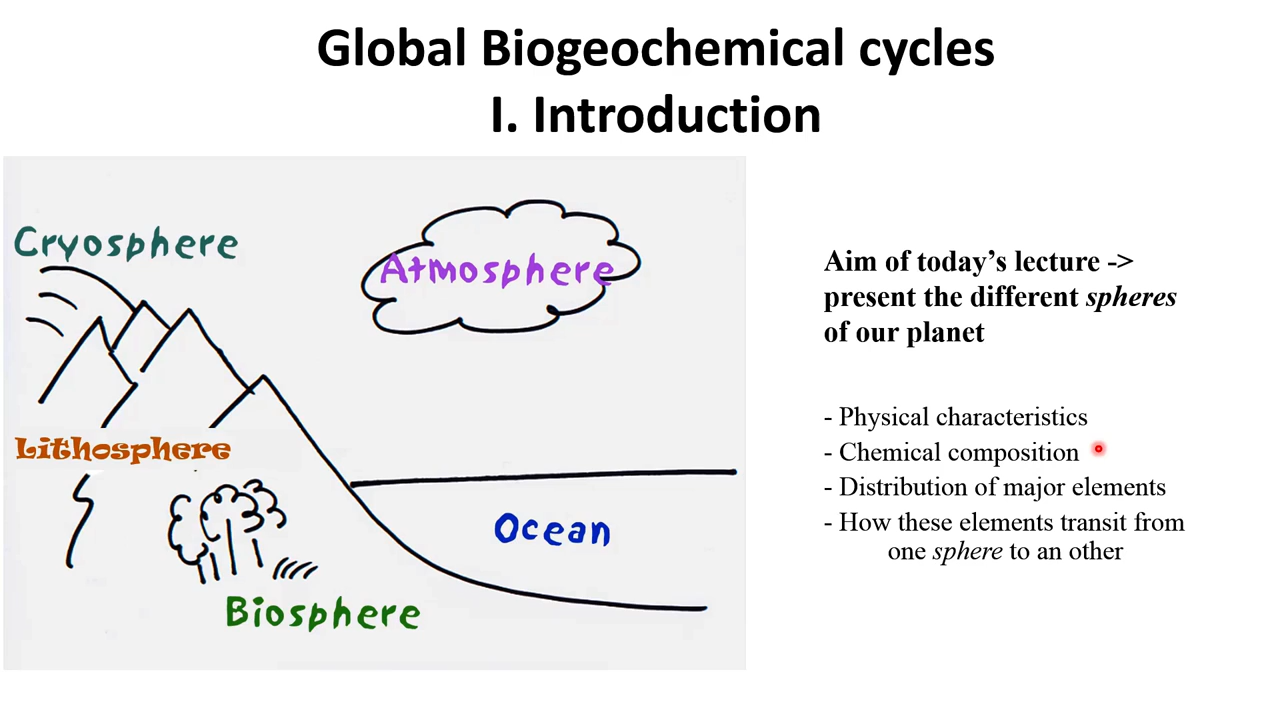 Global Biogeochemical cycles
I. Introduction
Cryosphere
Atmosphere
Lithosphere
Ocean
Biosphere
Aim of today’s lecture ->
present the different spheres
of our planet
- Physical characteristics
- Chemical composition
- Distribution of major elements
- How these elements transit from
one sphere to an other